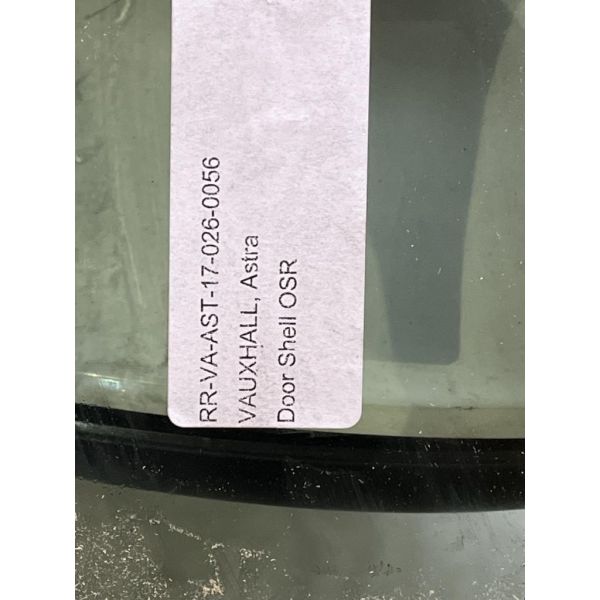 RR-VA-AST-17-026-0056
VAUXHALL, Astra
Door Shell OSR